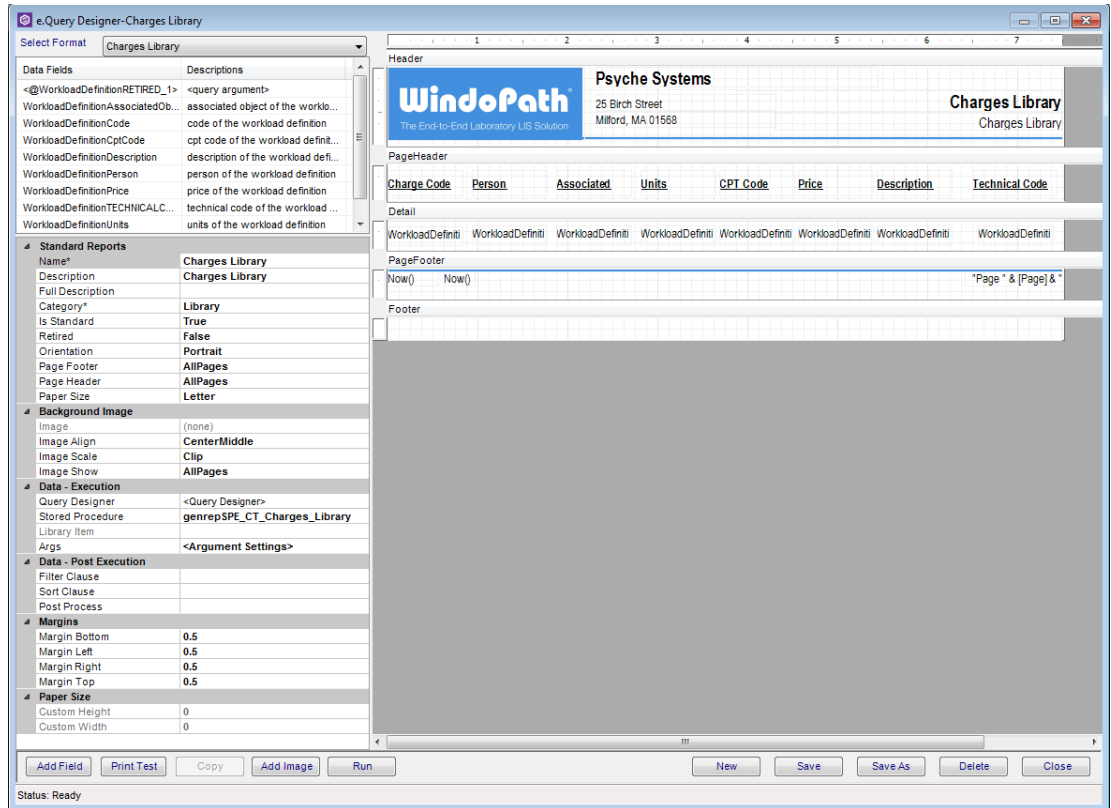 e.Query Designer-Charges Library
Select Format Charges Library
Data Fields Descriptions
<@WorkloadDefinitionRETIRED_1> <query argument>
WorkloadDefinitionAssociatedOb... associated object of the worklo...
WorkloadDefinitionCode code of the workload definition
WorkloadDefinitionCptCode cpt code of the workload definit...
WorkloadDefinitionDescription description of the workload defi...
WorkloadDefinitionPerson person of the workload definition
WorkloadDefinitionPrice price of the workload definition
WorkloadDefinitionTECHNICALC... technical code of the workload ...
WorkloadDefinitionUnits units of the workload definition
Standard Reports
Name* Charges Library
Description Charges Library
Full Description
Category* Library
Is Standard True
Retired False
Orientation Portrait
Page Footer AllPages
Page Header AllPages
Paper Size Letter
Background Image
Image (none)
Image Align CenterMiddle
Image Scale Clip
Image Show AllPages
Data - Execution
Query Designer <Query Designer>
Stored Procedure genrepSPE_CT_Charges_Library
Library Item
Args <Argument Settings>
Data - Post Execution
Filter Clause
Sort Clause
Post Process
Margins
Margin Bottom 0.5
Margin Left 0.5
Margin Right 0.5
Margin Top 0.5
Paper Size
Custom Height 0
Custom Width 0
1 2 3 4 5 6 7
Header
WindoPath
The End-to-End Laboratory LIS Solution
Psyche Systems
25 Birch Street
Milford, MA 01568
Charges Library
Charges Library
PageHeader
Charge Code Person Associated Units CPT Code Price Description Technical Code
Detail
WorkloadDefiniti WorkloadDefiniti WorkloadDefiniti WorkloadDefiniti WorkloadDefiniti WorkloadDefiniti WorkloadDefiniti WorkloadDefiniti
PageFooter
Now() Now() "Page " & [Page] & "
Footer
Add Field Print Test Copy Add Image Run New Save Save As Delete Close
Status: Ready